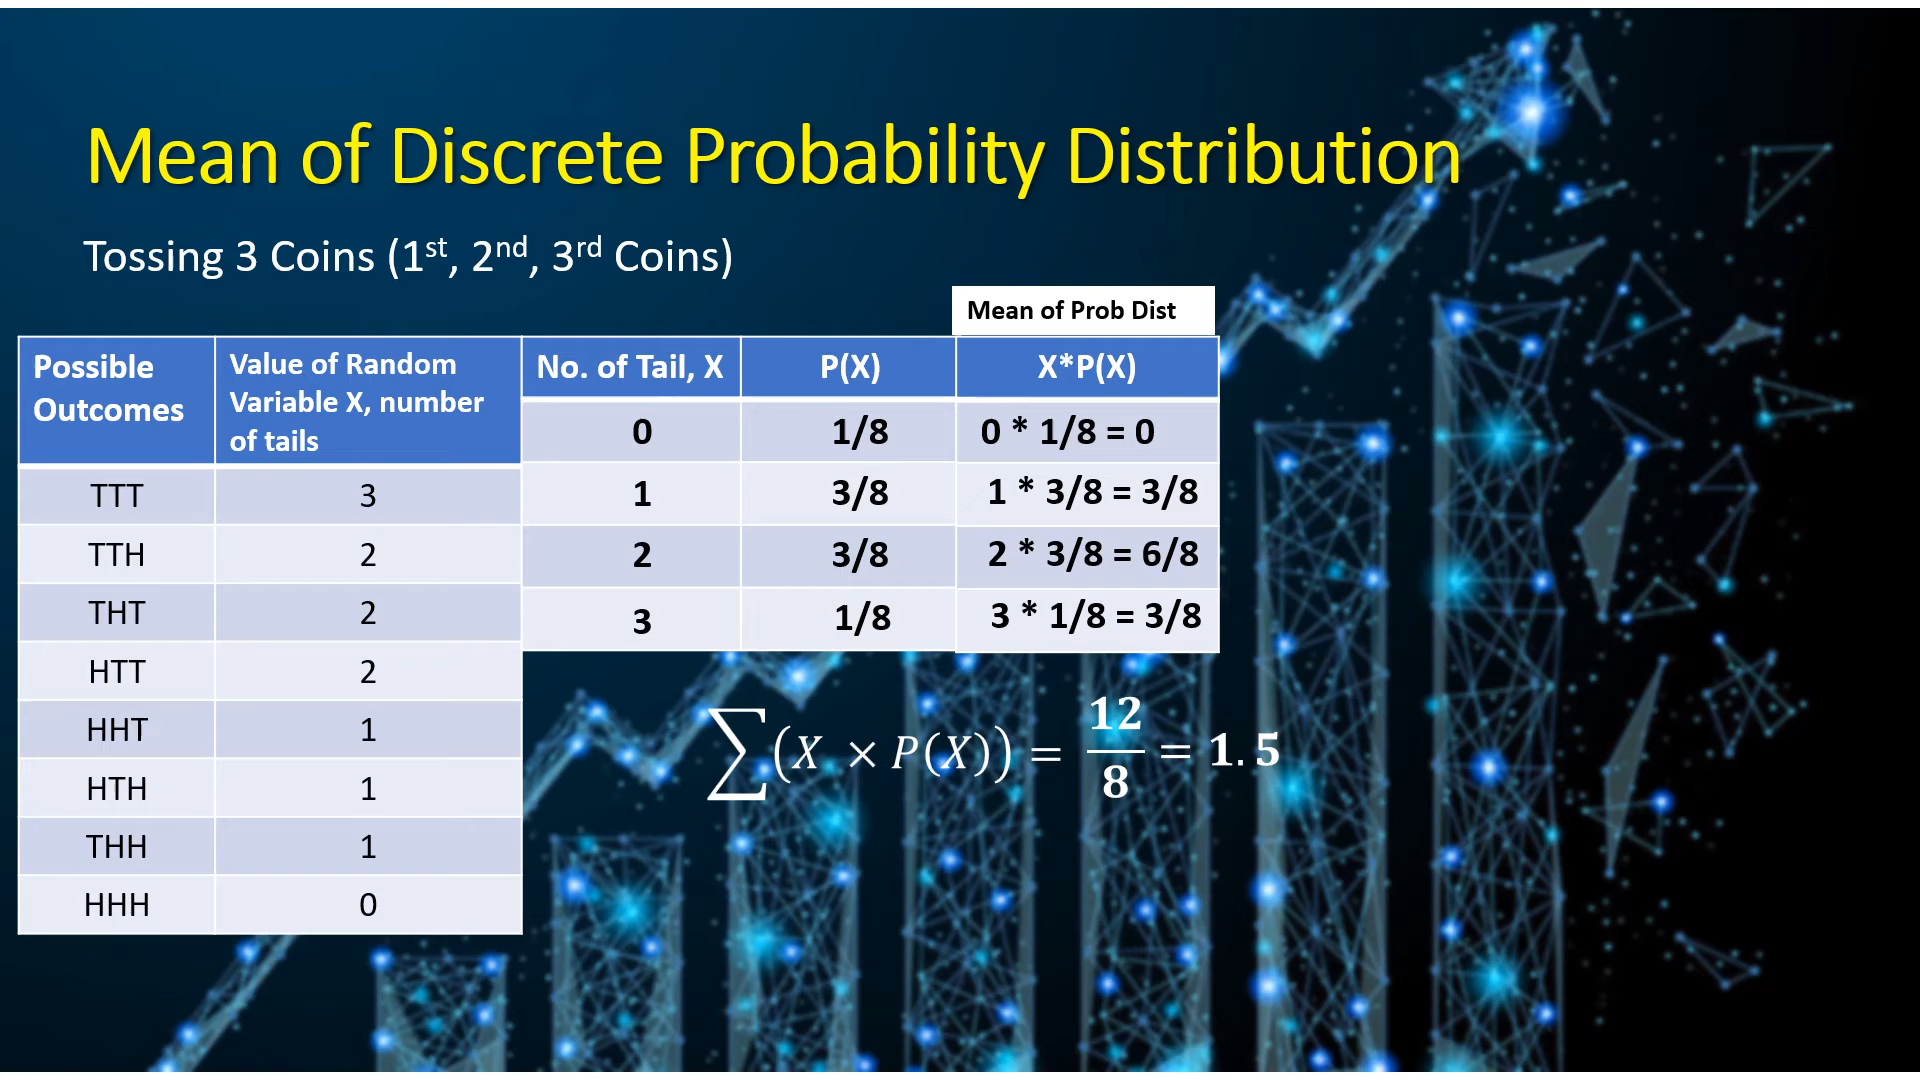 Mean of Discrete Probability Distribution
Tossing 3 Coins (1st, 2nd, 3rd Coins)
Mean of Prob Dist
Possible Outcomes | Value of Random Variable X, number of tails
TTT | 3
TTH | 2
THT | 2
HTT | 2
HHT | 1
HTH | 1
THH | 1
HHH | 0
No. of Tail, X | P(X) | X*P(X)
0 | 1/8 | 0 * 1/8 = 0
1 | 3/8 | 1 * 3/8 = 3/8
2 | 3/8 | 2 * 3/8 = 6/8
3 | 1/8 | 3 * 1/8 = 3/8
∑(X × P(X)) = 12/8 = 1.5